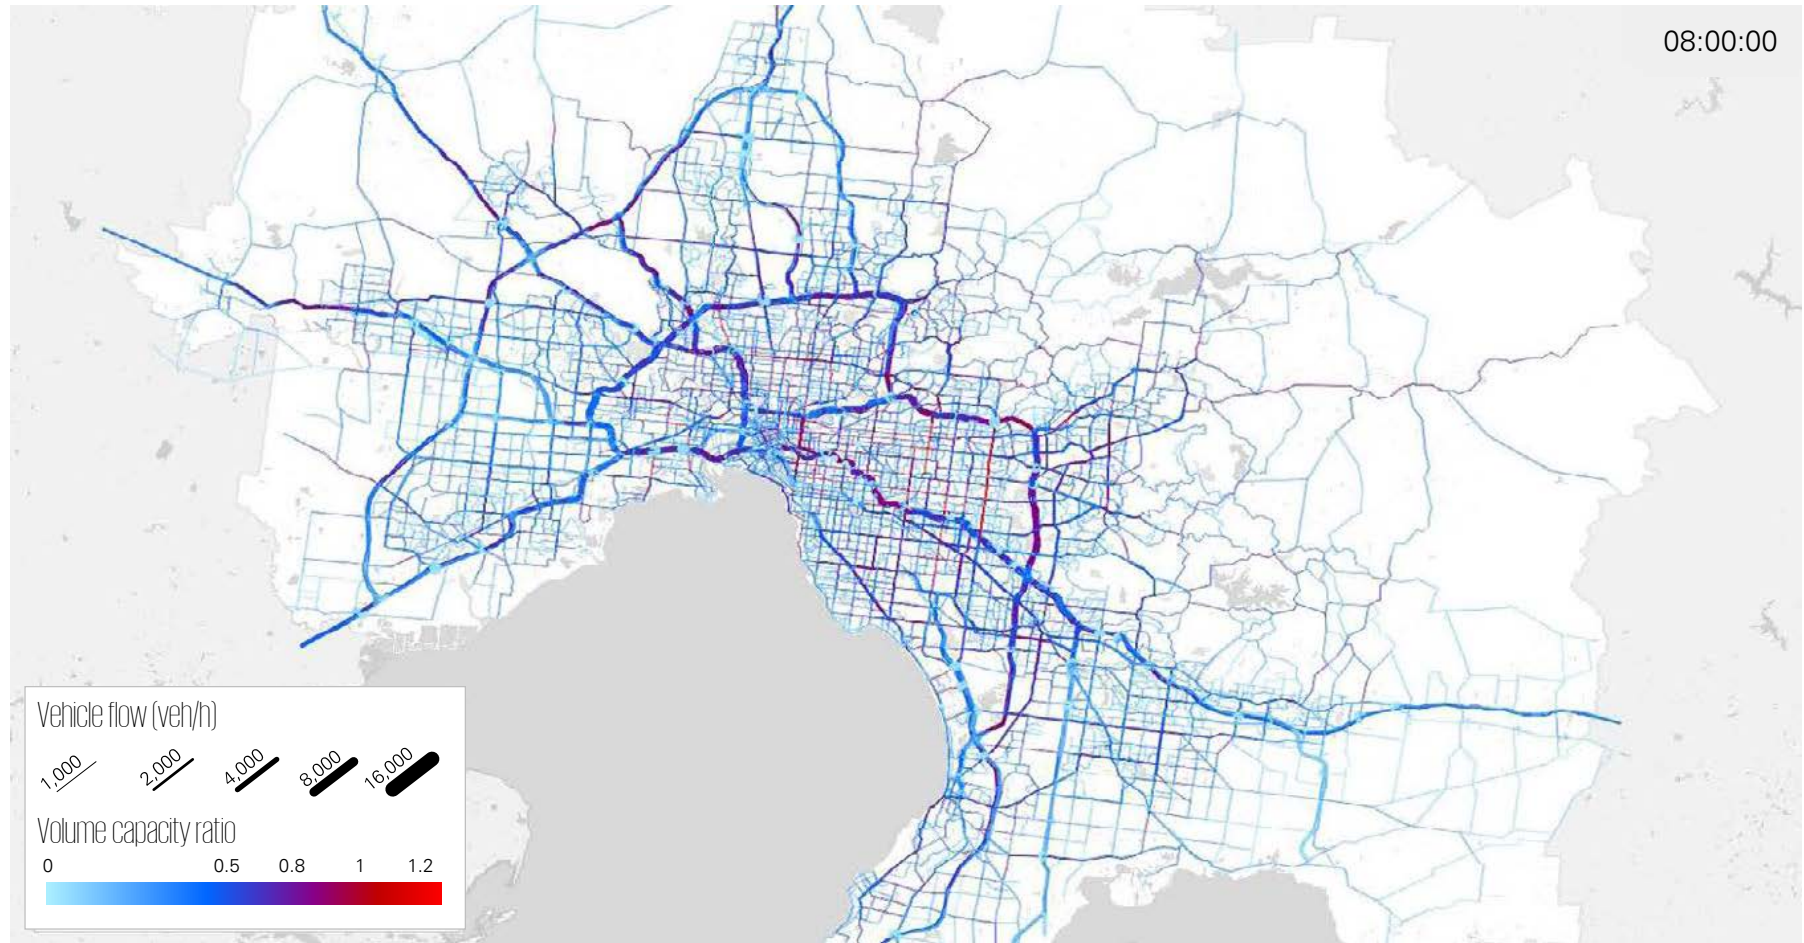 08:00:00
Vehicle flow (veh/h)
1,000 2,000 4,000 8,000 16,000
Volume capacity ratio
0 0.5 0.8 1 1.2